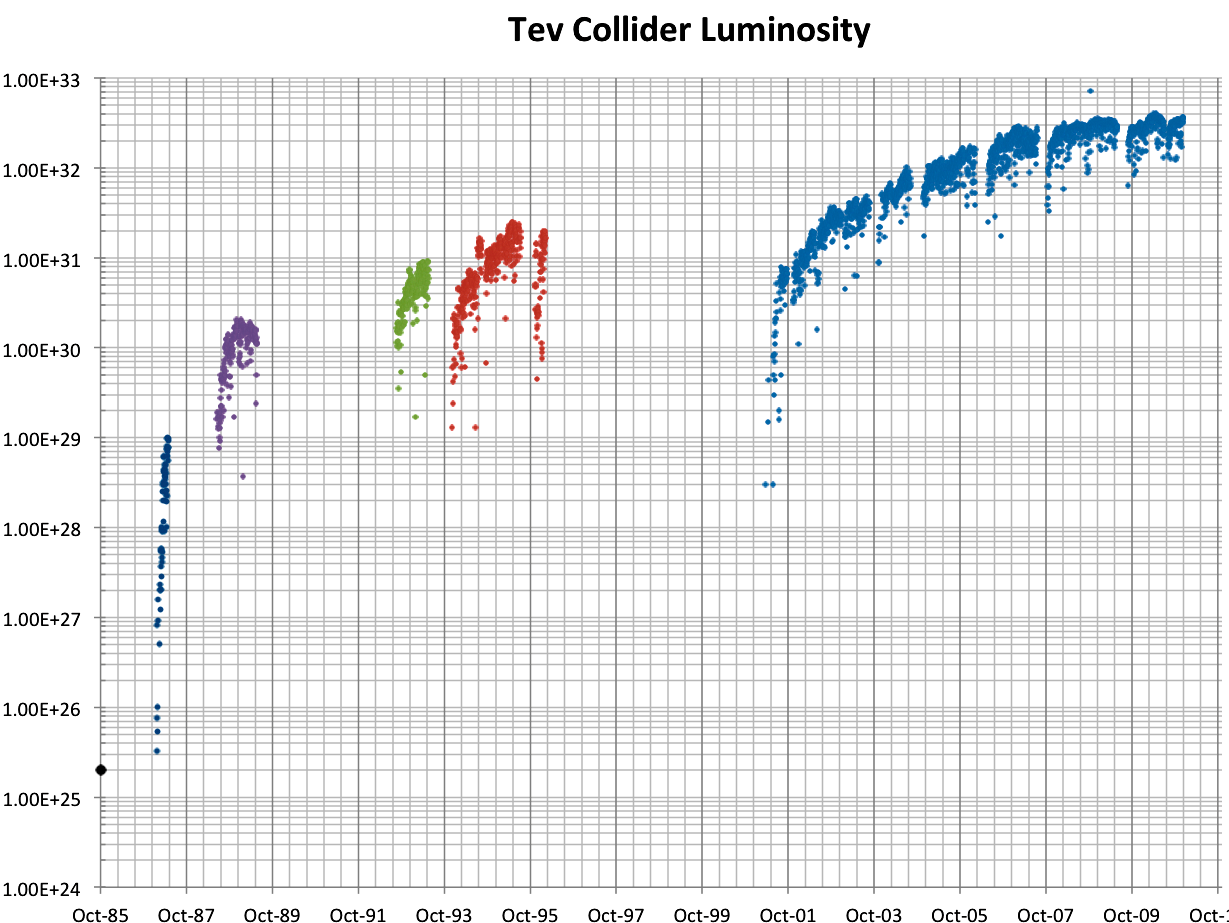 Tev Collider Luminosity
1.00E+33
1.00E+32
1.00E+31
1.00E+30
1.00E+29
1.00E+28
1.00E+27
1.00E+26
1.00E+25
1.00E+24
Oct-85 Oct-87 Oct-89 Oct-91 Oct-93 Oct-95 Oct-97 Oct-99 Oct-01 Oct-03 Oct-05 Oct-07 Oct-09